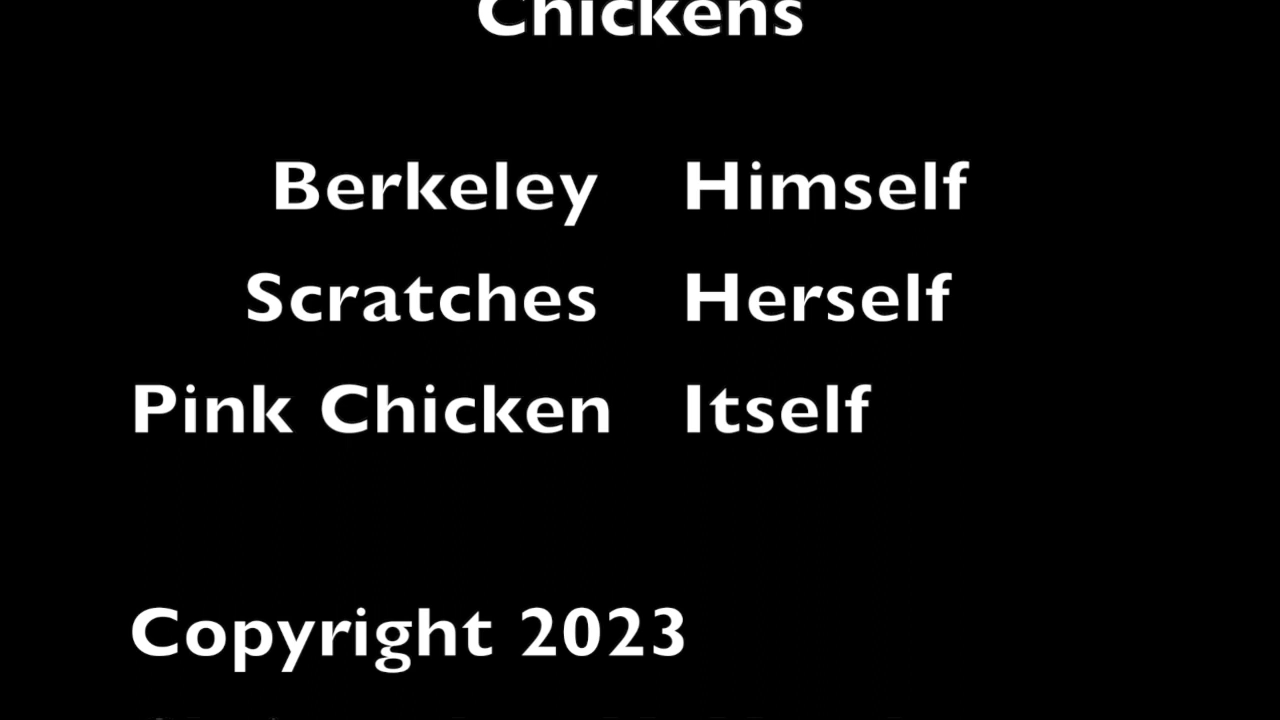 Chickens
Berkeley Himself
Scratches Herself
Pink Chicken Itself
Copyright 2023